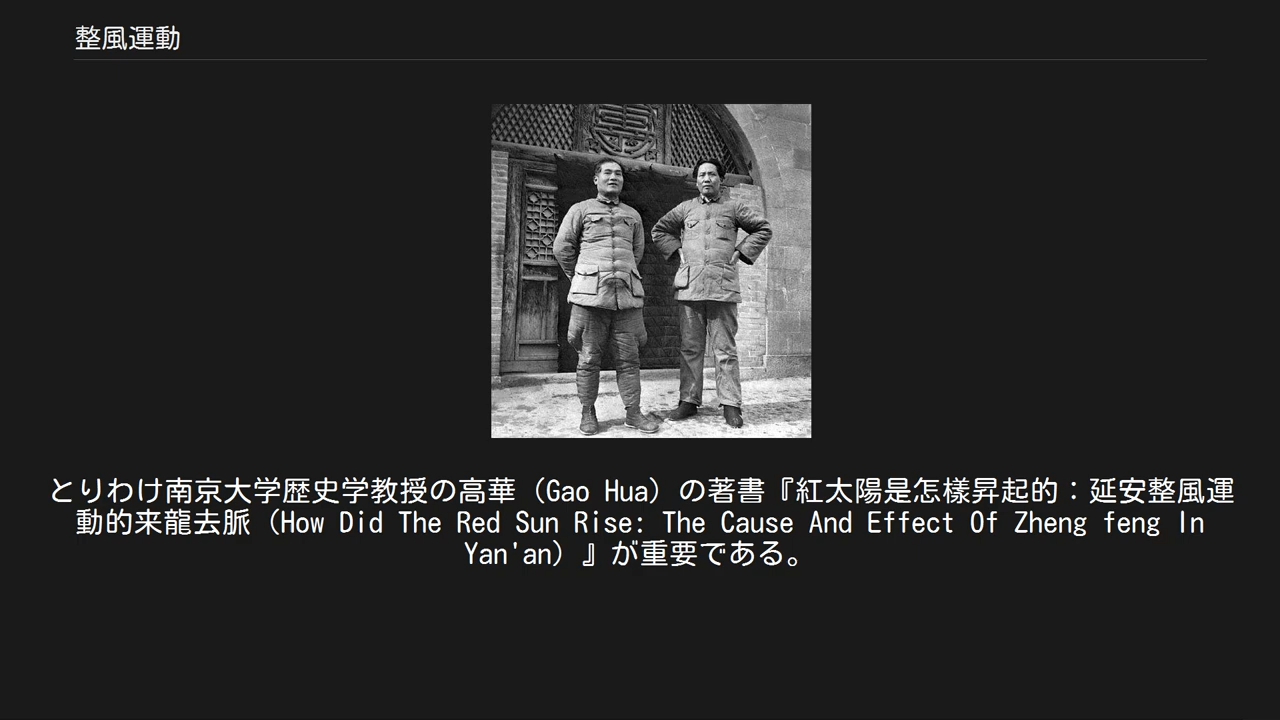 整風運動
とりわけ南京大学歴史学教授の高華（Gao Hua）の著書『紅太陽是怎樣昇起的：延安整風運
動的来龍去脈（How Did The Red Sun Rise: The Cause And Effect Of Zheng feng In
Yan'an）』が重要である。